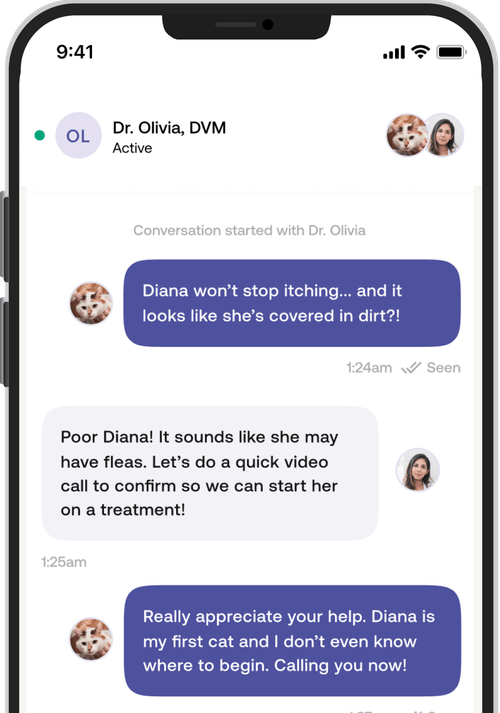 9:41
OL
Dr. Olivia, DVM
Active
Conversation started with Dr. Olivia
Diana won’t stop itching... and it
looks like she’s covered in dirt?!
1:24am Seen
Poor Diana! It sounds like she may
have fleas. Let’s do a quick video
call to confirm so we can start her
on a treatment!
1:25am
Really appreciate your help. Diana is
my first cat and I don’t even know
where to begin. Calling you now!